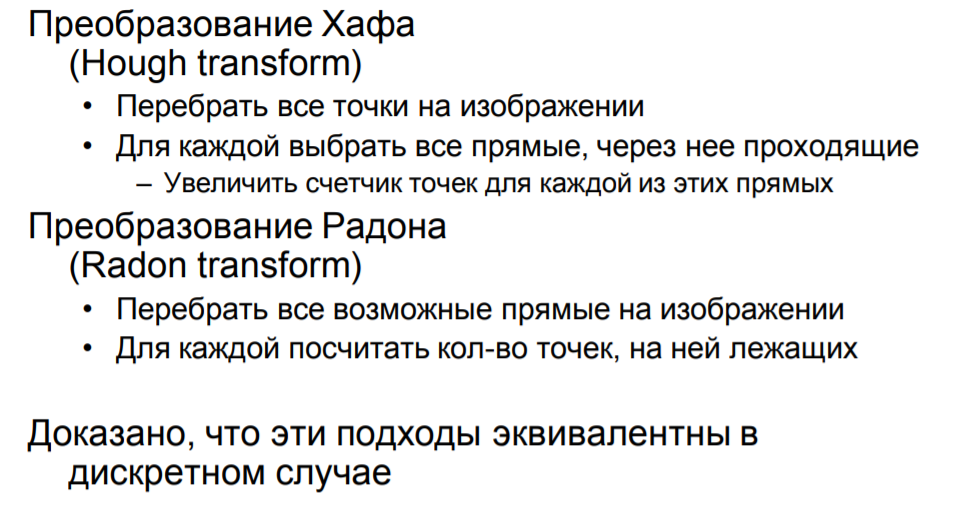 Преобразование Хафа
(Hough transform)
• Перебрать все точки на изображении
• Для каждой выбрать все прямые, через нее проходящие
– Увеличить счетчик точек для каждой из этих прямых
Преобразование Радона
(Radon transform)
• Перебрать все возможные прямые на изображении
• Для каждой посчитать кол-во точек, на ней лежащих
Доказано, что эти подходы эквивалентны в
дискретном случае